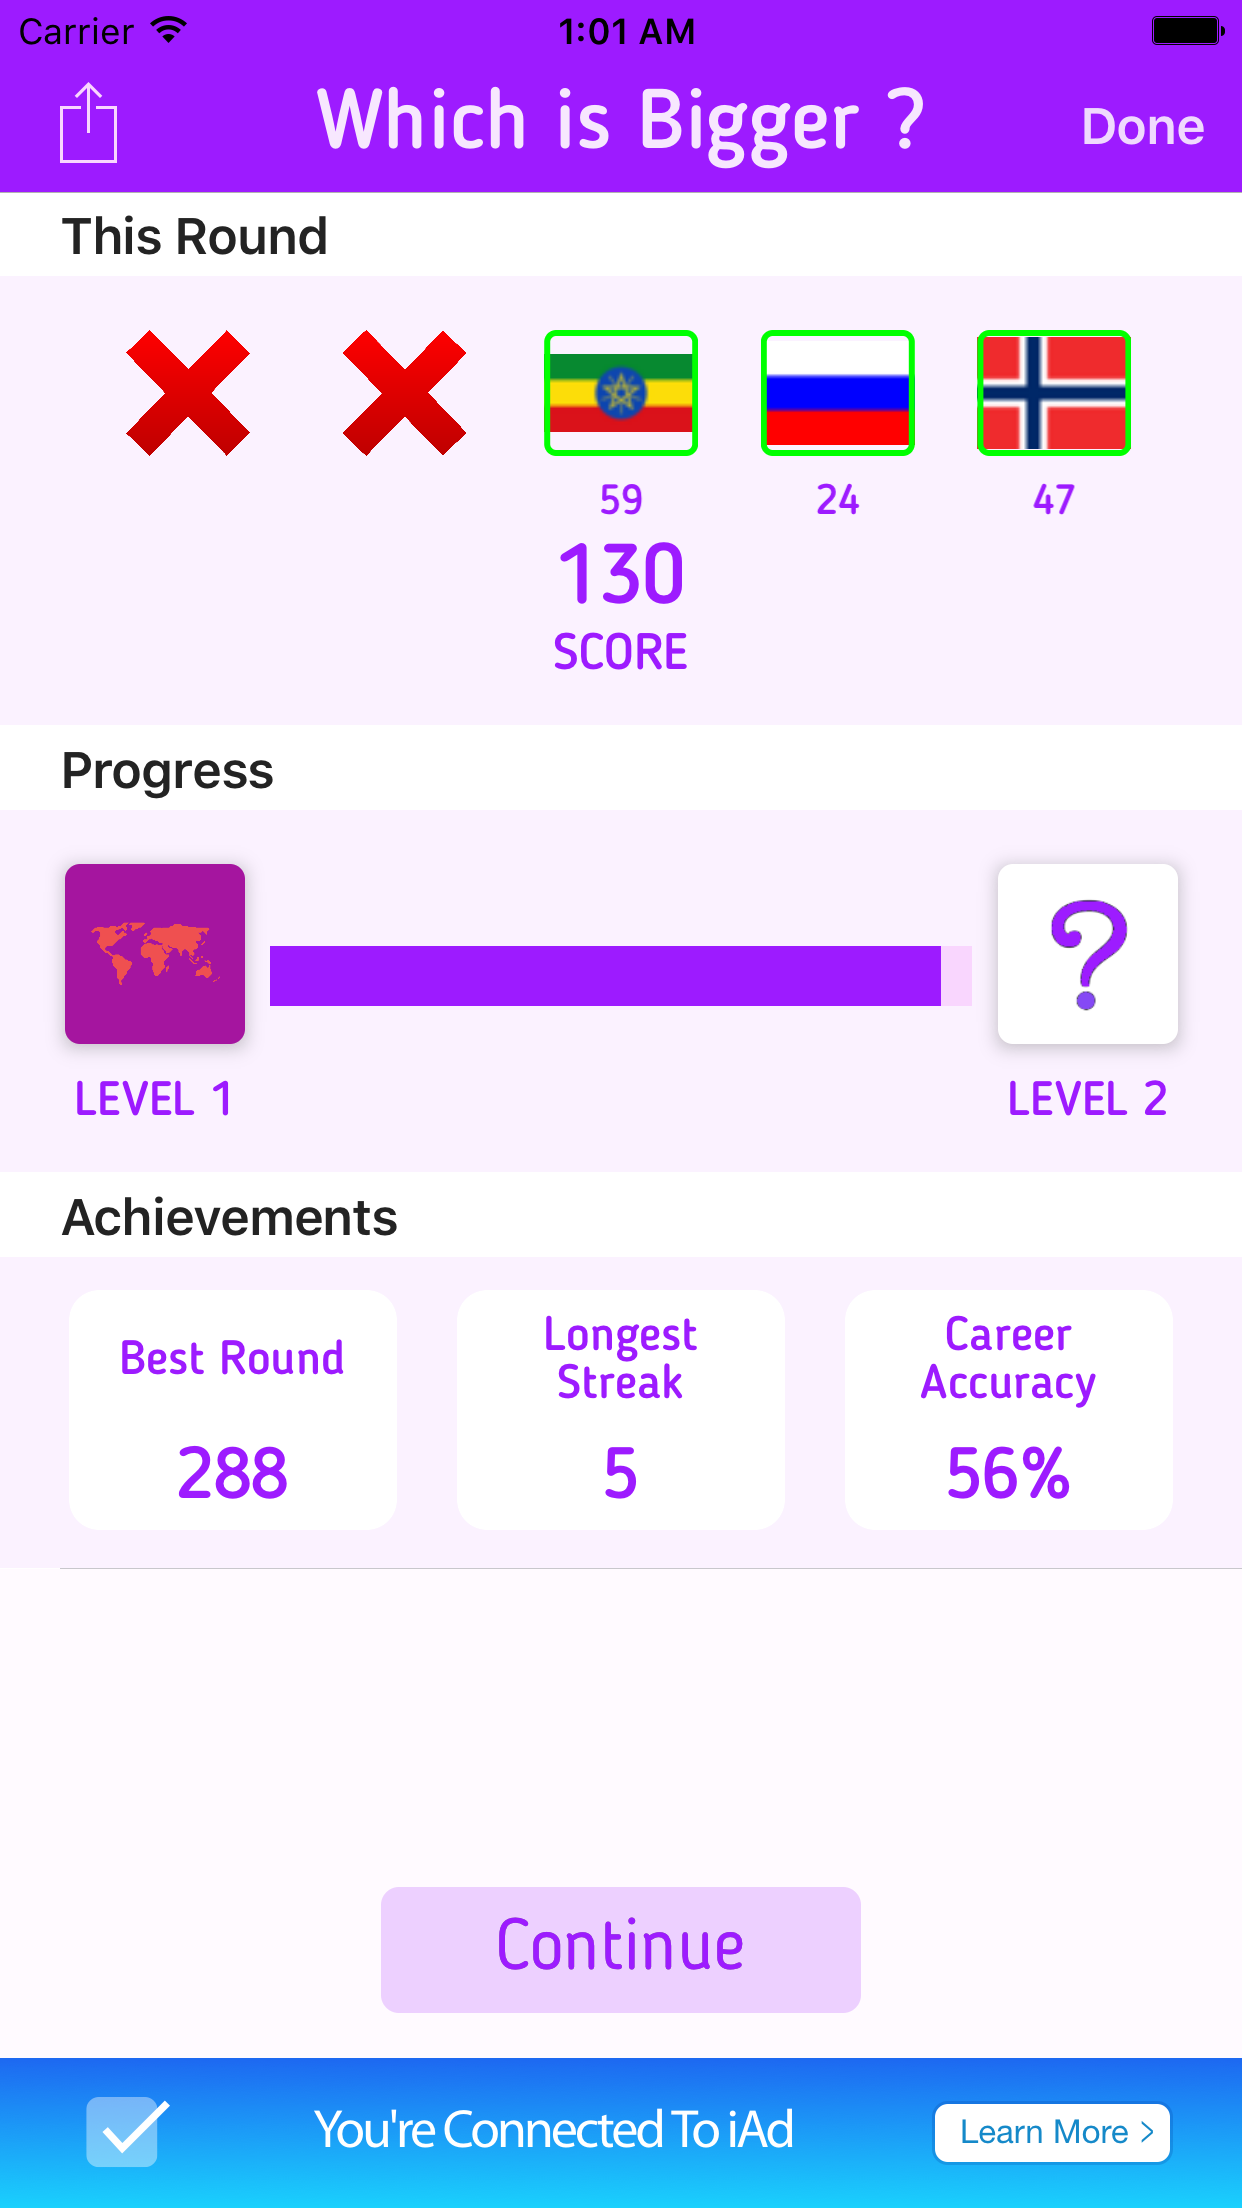 Carrier 1:01 AM
Which is Bigger ?
Done
This Round
59 24 47
130
SCORE
Progress
?
LEVEL 1 LEVEL 2
Achievements
Best Round
288
Longest
Streak
5
Career
Accuracy
56%
Continue
You're Connected To iAd
Learn More >